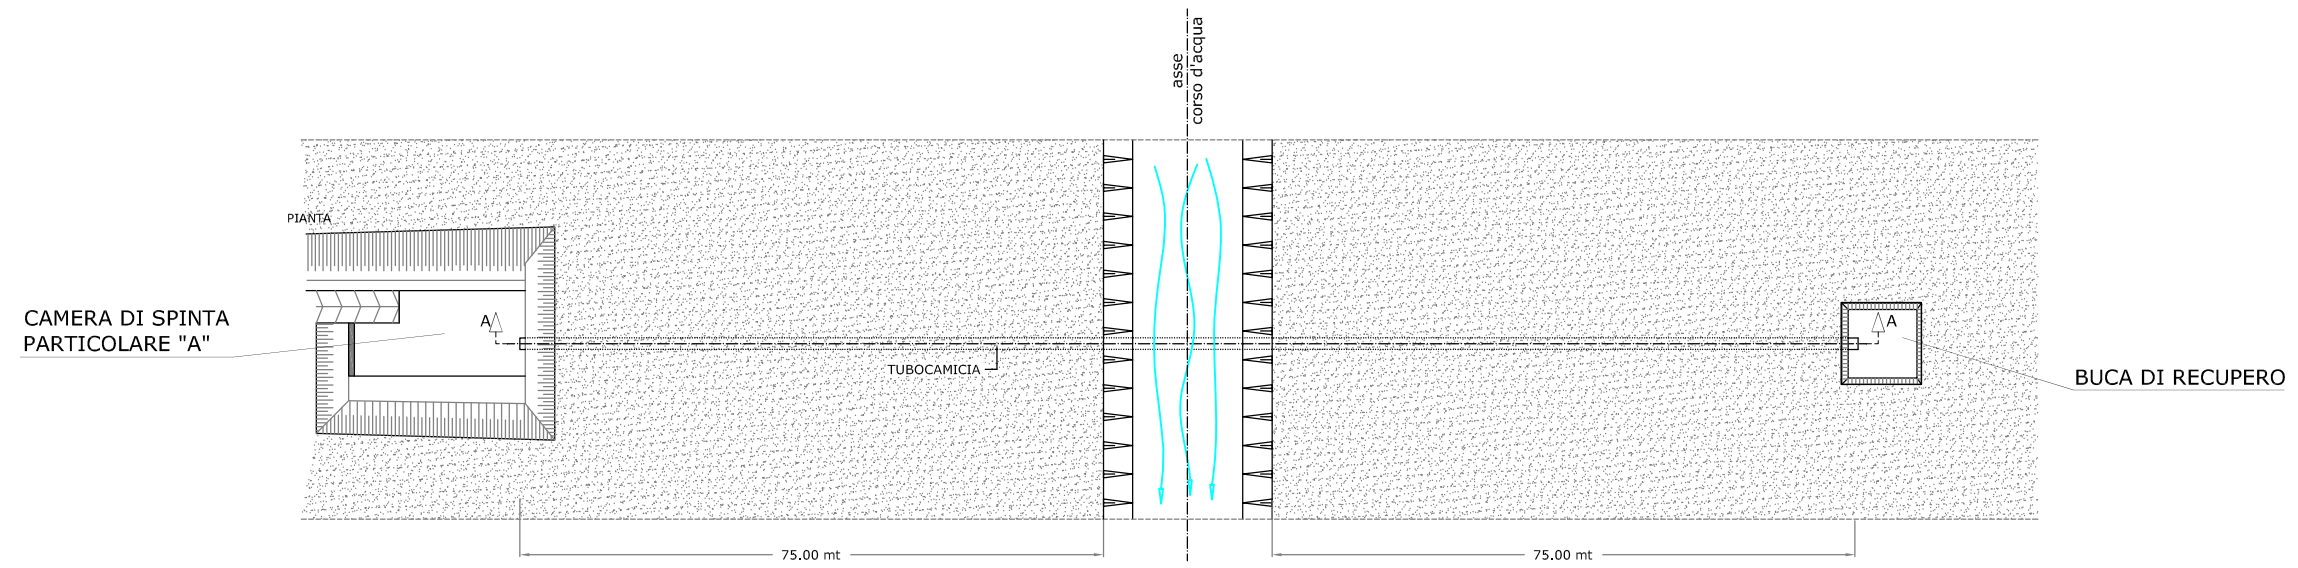 asse
corso d'acqua
PIANTA
CAMERA DI SPINTA
PARTICOLARE "A"
A
A
TUBOCAMICIA
BUCA DI RECUPERO
75.00 mt
75.00 mt